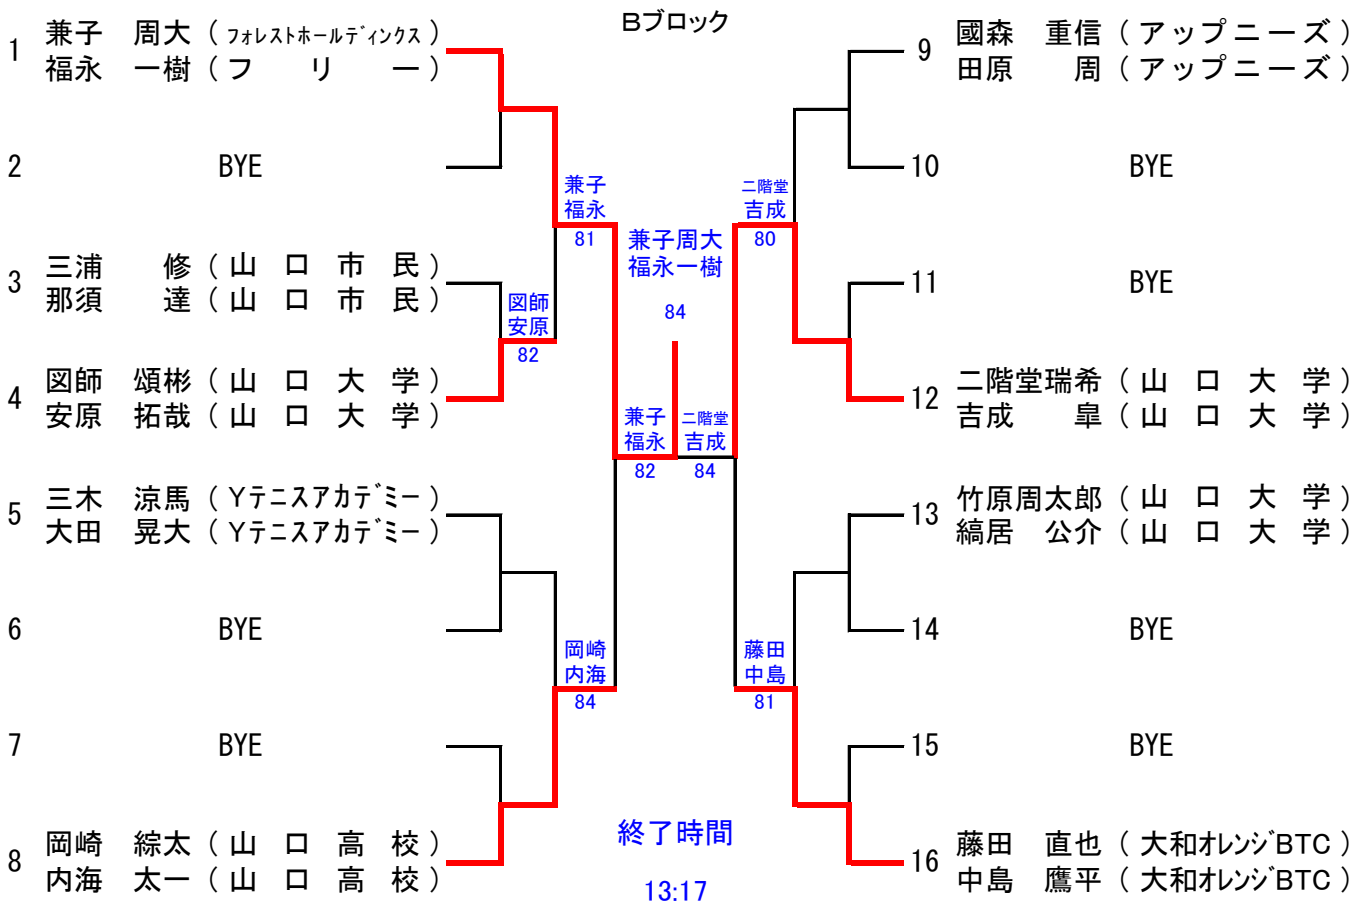 Bブロック
1 兼子 周大 ( フォレストホールディングス )
福永 一樹 ( フリー )
2 BYE
3 三浦 修 ( 山口市民 )
那須 達 ( 山口市民 )
4 図師 頌彬 ( 山口大学 )
安原 拓哉 ( 山口大学 )
5 三木 涼馬 ( Yテニスアカデミー )
大田 晃大 ( Yテニスアカデミー )
6 BYE
7 BYE
8 岡崎 綜太 ( 山口高校 )
内海 太一 ( 山口高校 )
図師
安原
82
兼子
福永
81
岡崎
内海
84
兼子
福永
82
兼子周大
福永一樹
84
二階堂
吉成
84
二階堂
吉成
80
藤田
中島
81
終了時間
13:17
9 國森 重信 ( アップニーズ )
田原 周 ( アップニーズ )
10 BYE
11 BYE
12 二階堂瑞希 ( 山口大学 )
吉成 皐 ( 山口大学 )
13 竹原周太郎 ( 山口大学 )
縞居 公介 ( 山口大学 )
14 BYE
15 BYE
16 藤田 直也 ( 大和オレンジBTC )
中島 鷹平 ( 大和オレンジBTC )